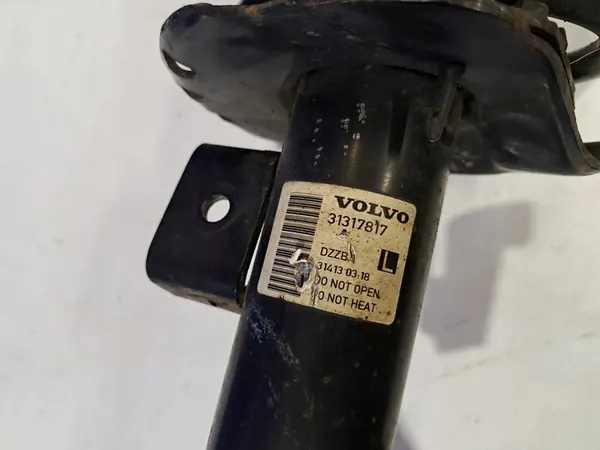 VOLVO
31317817
DZZB
L
31413 03:18
DO NOT OPEN
DO NOT HEAT